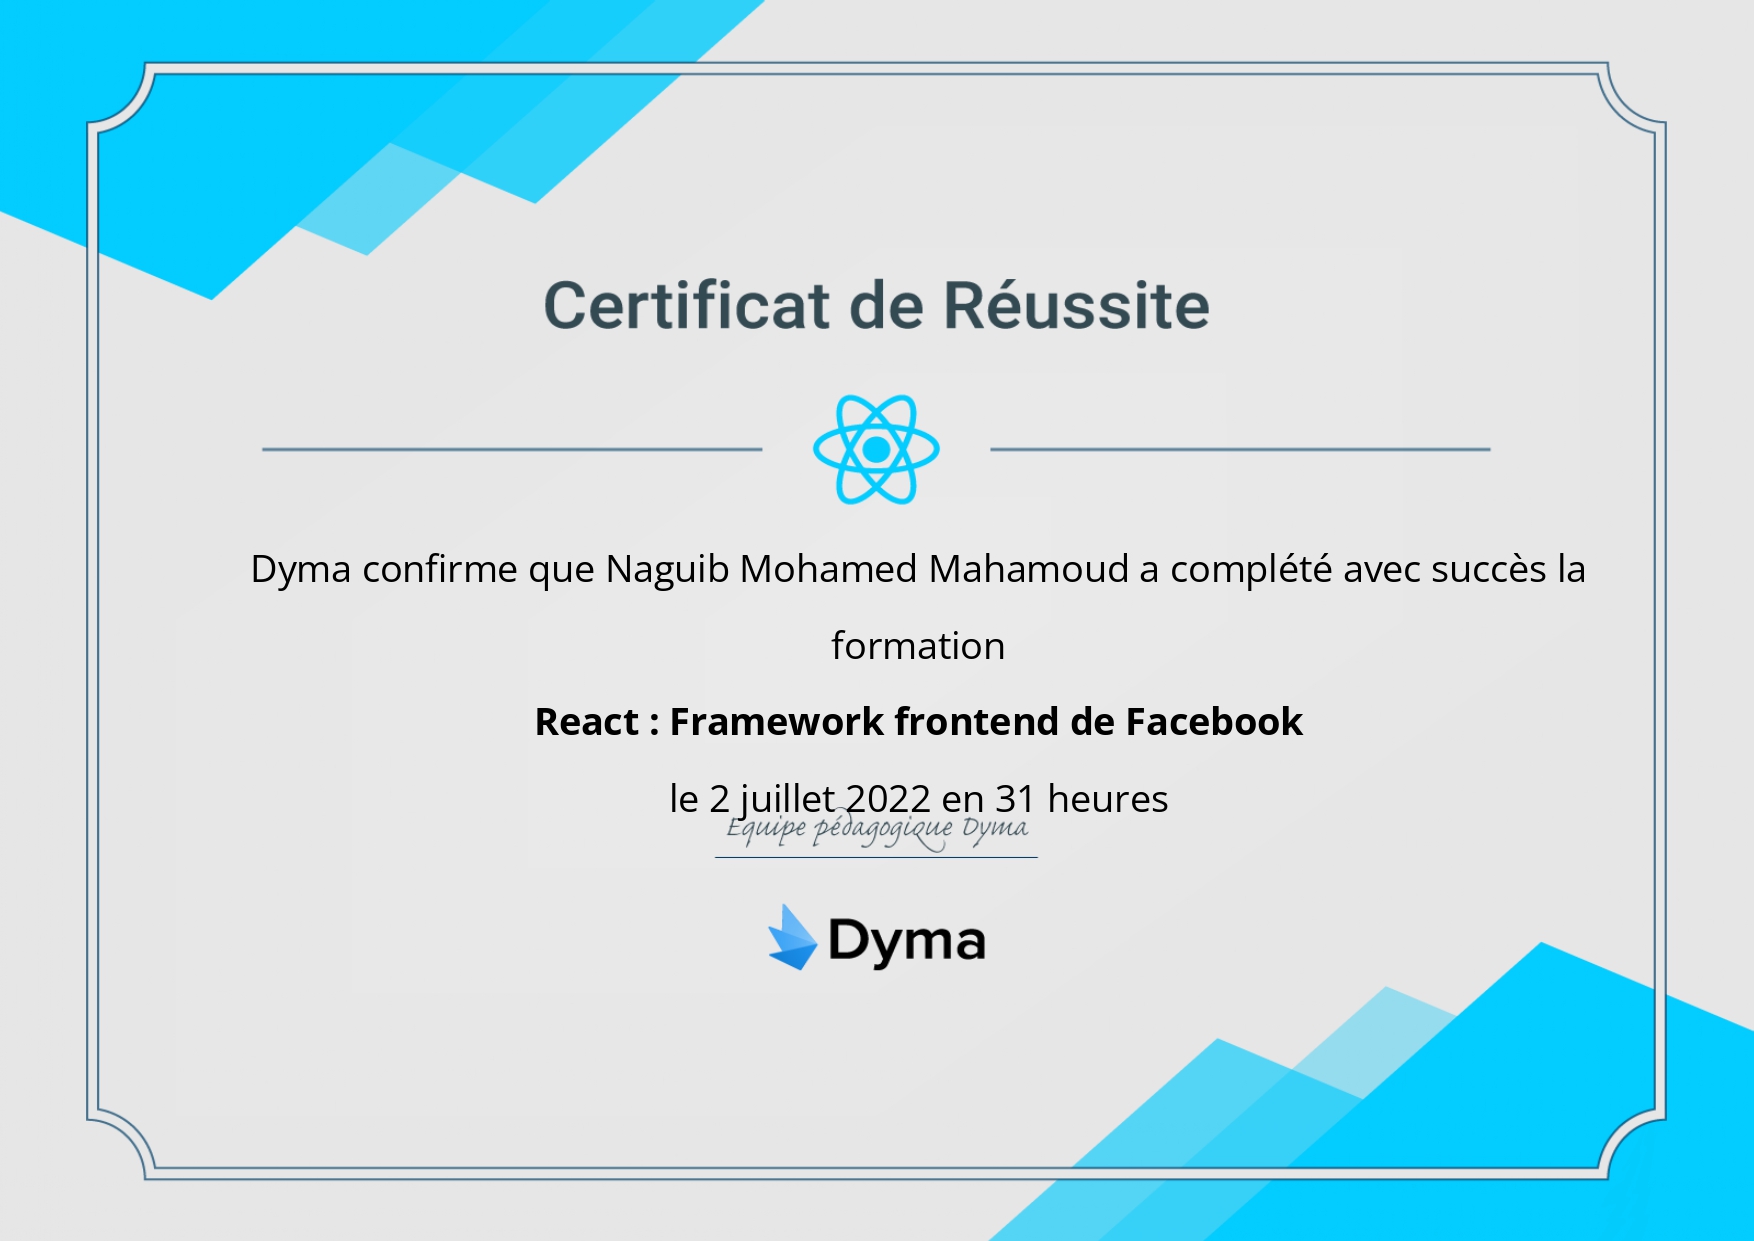 Certificat de Réussite
Dyma confirme que Naguib Mohamed Mahamoud a complété avec succès la
formation
React : Framework frontend de Facebook
le 2 juillet 2022 en 31 heures
Equipe pédagogique Dyma
Dyma